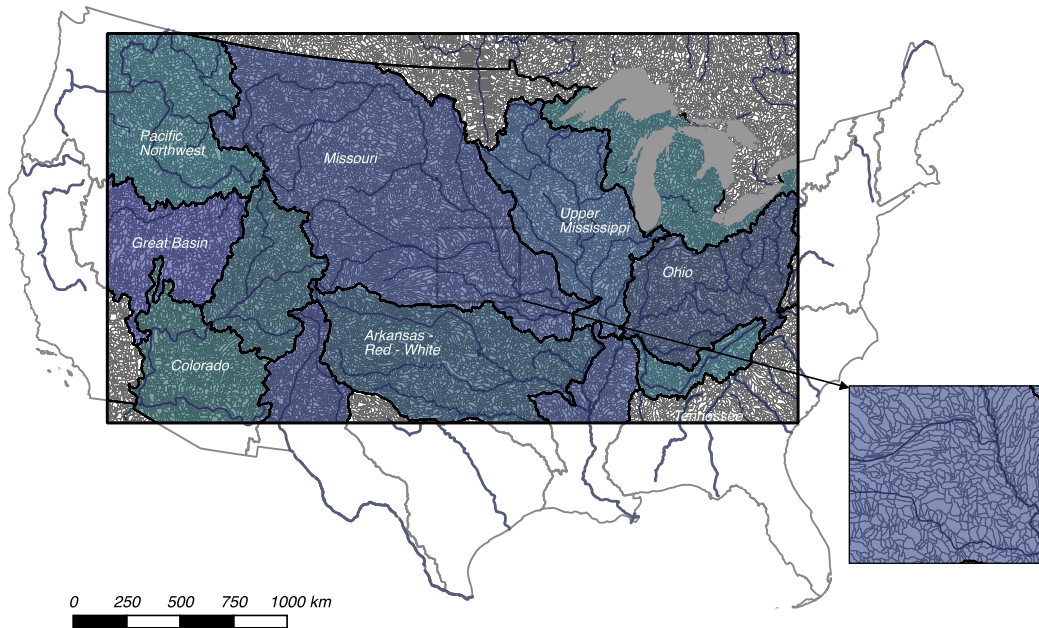 Pacific
Northwest
Missouri
Upper
Mississippi
Great Basin
Ohio
Arkansas -
Red - White
Colorado
Tennessee
0 250 500 750 1000 km